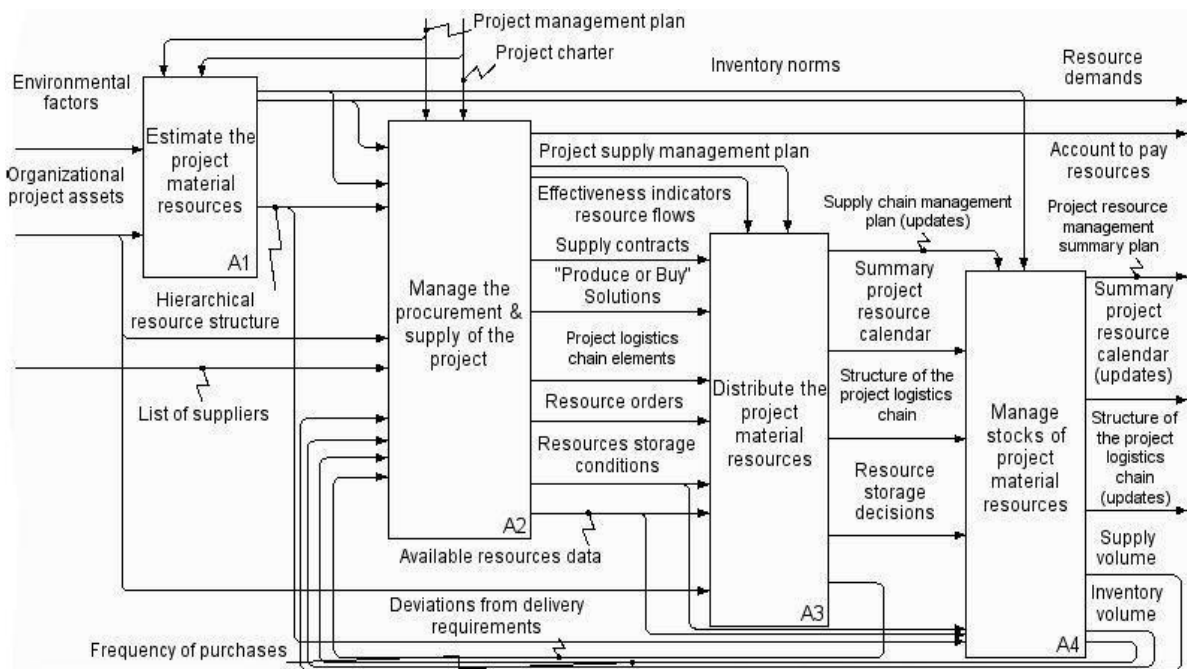 Project management plan
Project charter
Environmental
factors
Inventory norms
Resource
demands
Estimate the
project
material
resources
A1
Organizational
project assets
Project supply management plan
Account to pay
resources
Effectiveness indicators
resource flows
Supply chain management
plan (updates)
Project resource
management
summary plan
Supply contracts
"Produce or Buy"
Solutions
Hierarchical
resource structure
Manage the
procurement &
supply of the
project
A2
Summary
project
resource
calendar
Summary
project
resource
calendar
(updates)
Project logistics
chain elements
Distribute the
project
material
resources
A3
Structure of the
project logistics
chain
Manage
stocks of
project
material
resources
A4
List of suppliers
Resource orders
Structure of
the project
logistics
chain
(updates)
Resources storage
conditions
Resource
storage
decisions
Available resources data
Supply
volume
Deviations from delivery
requirements
Inventory
volume
Frequency of purchases